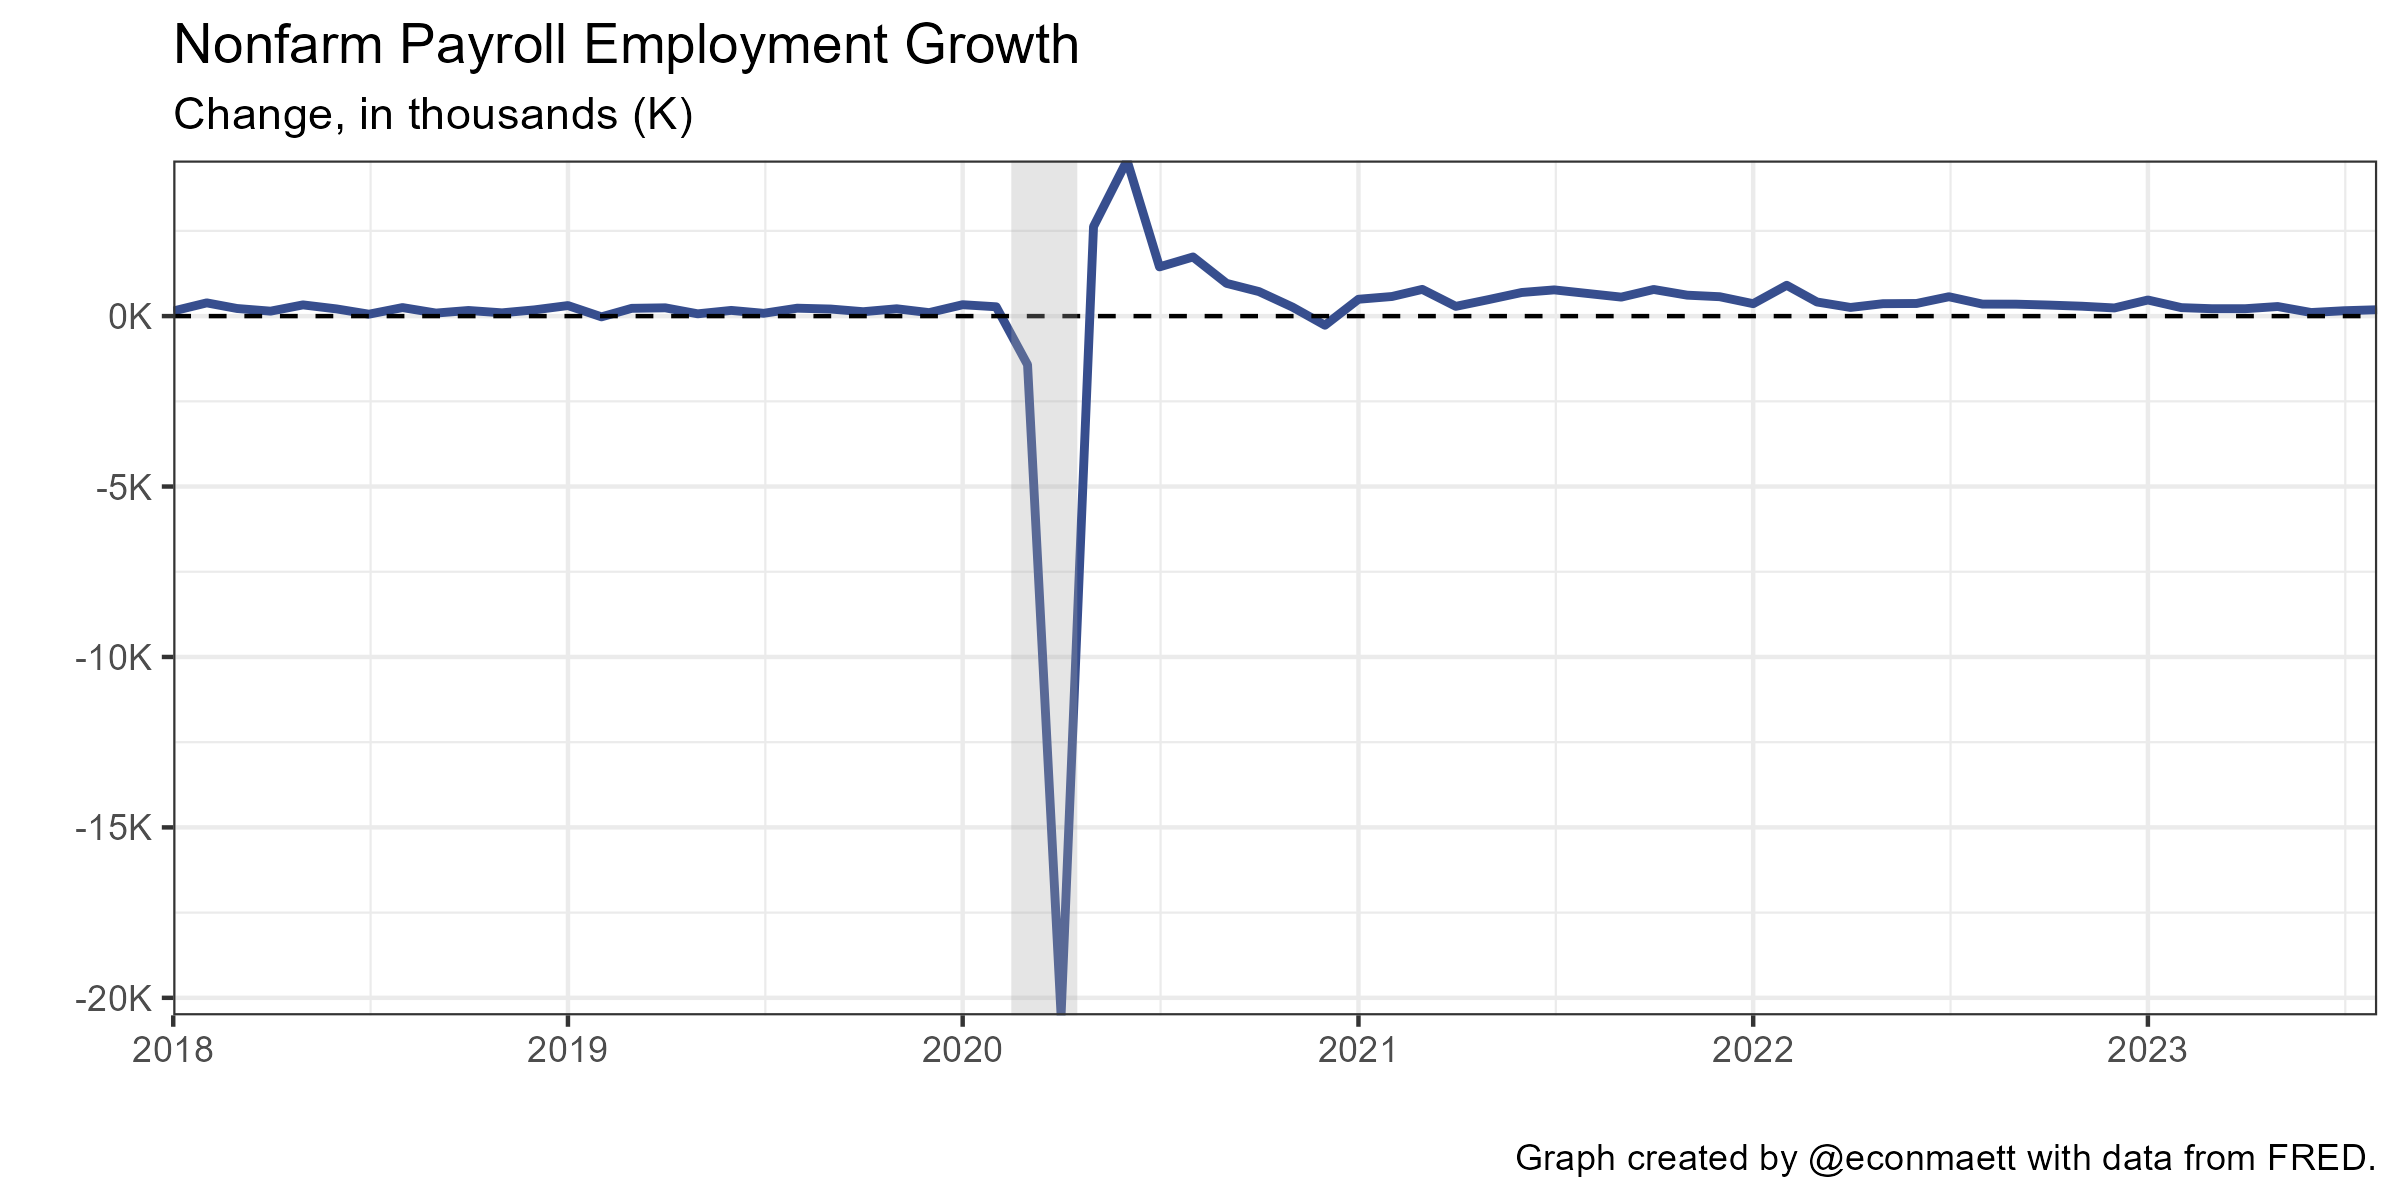 Nonfarm Payroll Employment Growth
Change, in thousands (K)
0K
-5K
-10K
-15K
-20K
2018 2019 2020 2021 2022 2023
Graph created by @econmaett with data from FRED.